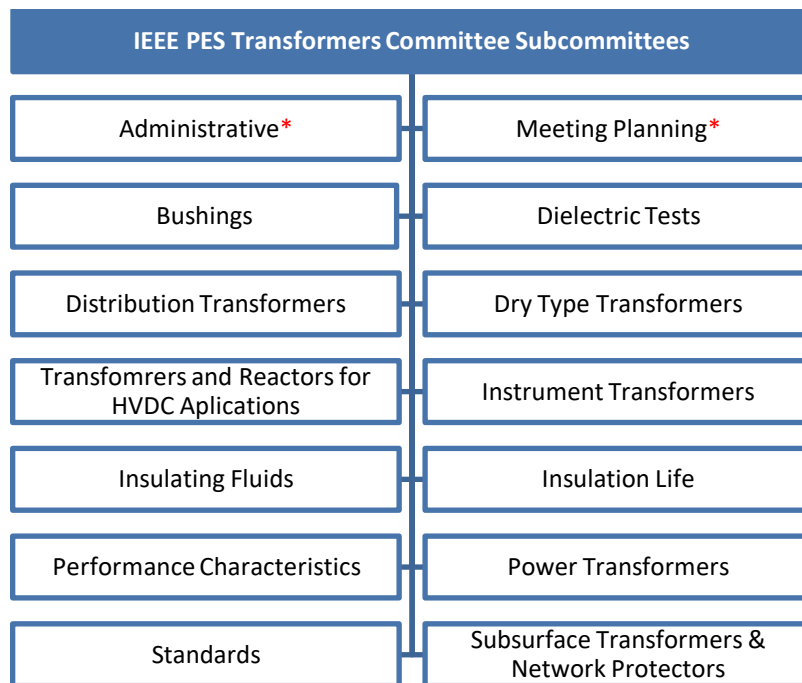 IEEE PES Transformers Committee Subcommittees
Administrative*
Meeting Planning*
Bushings
Dielectric Tests
Distribution Transformers
Dry Type Transformers
Transfomrers and Reactors for
HVDC Aplications
Instrument Transformers
Insulating Fluids
Insulation Life
Performance Characteristics
Power Transformers
Standards
Subsurface Transformers &
Network Protectors